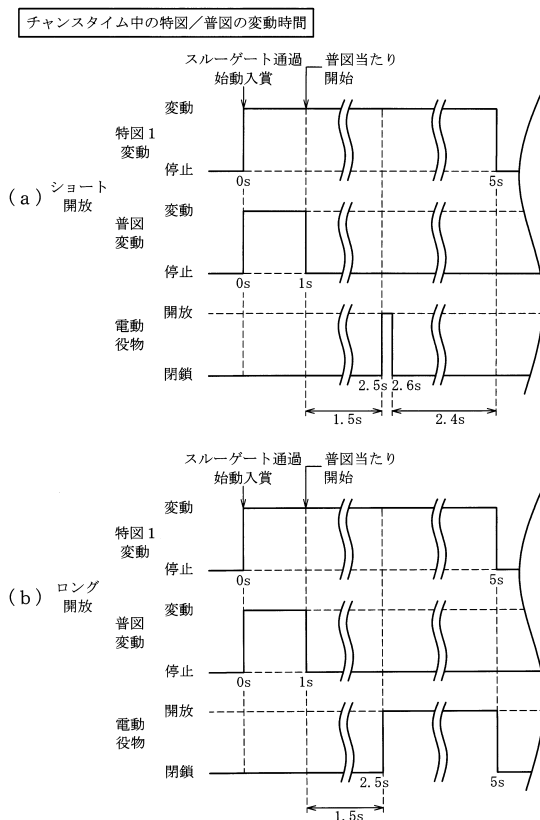 チャンスタイム中の特図／普図の変動時間
スルーゲート通過
始動入賞
普図当たり
開始
(a) ショート
開放
特図1
変動
変動
停止
0s
5s
普図
変動
変動
停止
0s
1s
電動
役物
開放
閉鎖
2.5s
2.6s
1.5s
2.4s
スルーゲート通過
始動入賞
普図当たり
開始
(b) ロング
開放
特図1
変動
変動
停止
0s
5s
普図
変動
変動
停止
0s
1s
電動
役物
開放
閉鎖
2.5s
5s
1.5s